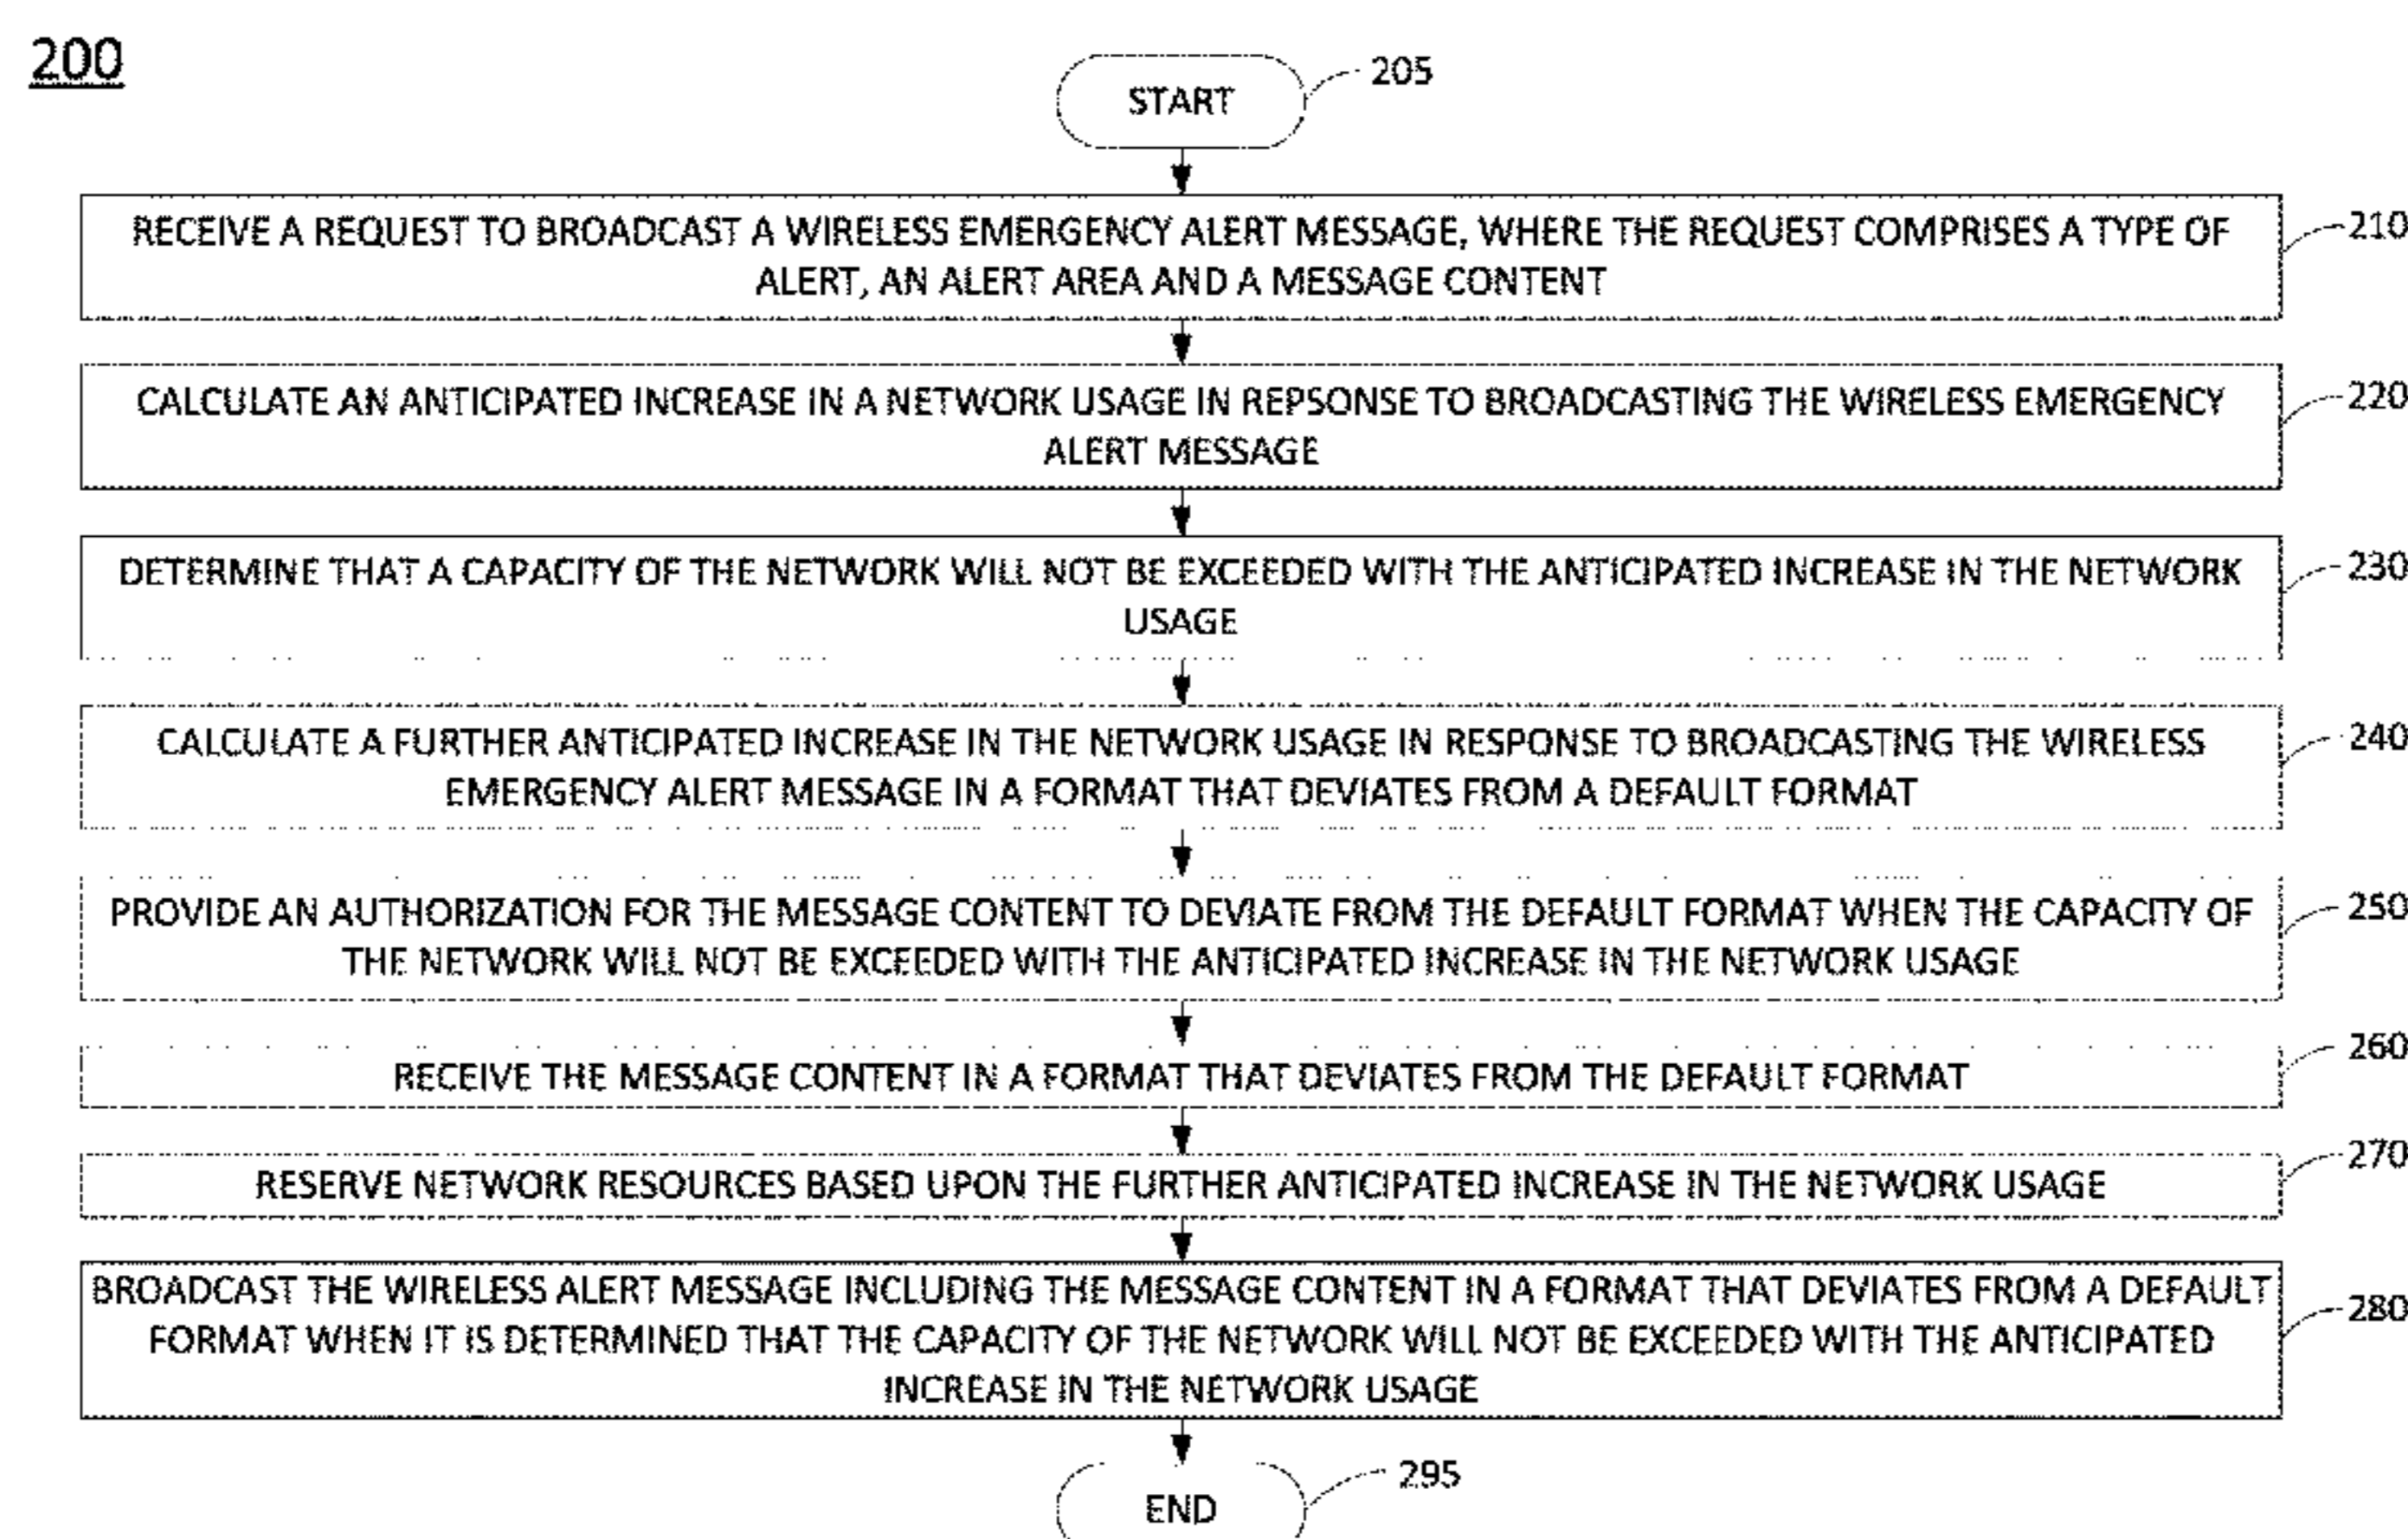 200
START
205
RECEIVE A REQUEST TO BROADCAST A WIRELESS EMERGENCY ALERT MESSAGE, WHERE THE REQUEST COMPRISES A TYPE OF
ALERT, AN ALERT AREA AND A MESSAGE CONTENT
210
CALCULATE AN ANTICIPATED INCREASE IN A NETWORK USAGE IN REPSONSE TO BROADCASTING THE WIRELESS EMERGENCY
ALERT MESSAGE
220
DETERMINE THAT A CAPACITY OF THE NETWORK WILL NOT BE EXCEEDED WITH THE ANTICIPATED INCREASE IN THE NETWORK
USAGE
230
CALCULATE A FURTHER ANTICIPATED INCREASE IN THE NETWORK USAGE IN RESPONSE TO BROADCASTING THE WIRELESS
EMERGENCY ALERT MESSAGE IN A FORMAT THAT DEVIATES FROM A DEFAULT FORMAT
240
PROVIDE AN AUTHORIZATION FOR THE MESSAGE CONTENT TO DEVIATE FROM THE DEFAULT FORMAT WHEN THE CAPACITY OF
THE NETWORK WILL NOT BE EXCEEDED WITH THE ANTICIPATED INCREASE IN THE NETWORK USAGE
250
RECEIVE THE MESSAGE CONTENT IN A FORMAT THAT DEVIATES FROM THE DEFAULT FORMAT
260
RESERVE NETWORK RESOURCES BASED UPON THE FURTHER ANTICIPATED INCREASE IN THE NETWORK USAGE
270
BROADCAST THE WIRELESS ALERT MESSAGE INCLUDING THE MESSAGE CONTENT IN A FORMAT THAT DEVIATES FROM A DEFAULT
FORMAT WHEN IT IS DETERMINED THAT THE CAPACITY OF THE NETWORK WILL NOT BE EXCEEDED WITH THE ANTICIPATED
INCREASE IN THE NETWORK USAGE
280
END
295